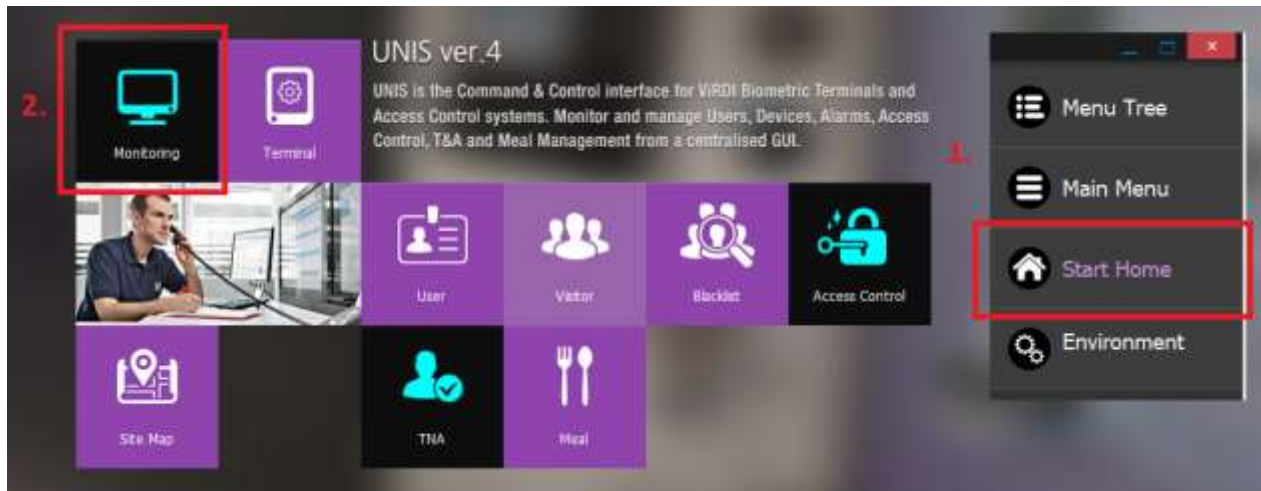 2.
Monitoring
Terminal
UNIS ver.4
UNIS is the Command & Control interface for ViRDI Biometric Terminals and
Access Control systems. Monitor and manage Users, Devices, Alarms, Access
Control, T&A and Meal Management from a centralised GUI.
User
Visitor
Blacklist
Access Control
Site Map
TNA
Meal
1.
Menu Tree
Main Menu
Start Home
Environment